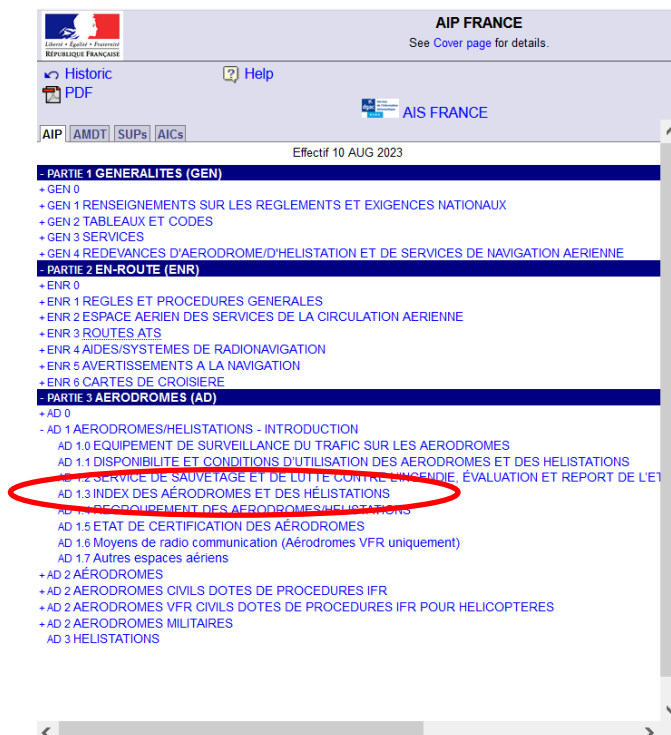 AIP FRANCE
See Cover page for details.
Liberté • Égalité • Fraternité
RÉPUBLIQUE FRANÇAISE
Historic
Help
PDF
dgac
AIS FRANCE
AIP AMDT SUPs AICs
Effectif 10 AUG 2023
- PARTIE 1 GENERALITES (GEN)
+ GEN 0
+ GEN 1 RENSEIGNEMENTS SUR LES REGLEMENTS ET EXIGENCES NATIONAUX
+ GEN 2 TABLEAUX ET CODES
+ GEN 3 SERVICES
+ GEN 4 REDEVANCES D'AERODROME/D'HELISTATION ET DE SERVICES DE NAVIGATION AERIENNE
- PARTIE 2 EN-ROUTE (ENR)
+ ENR 0
+ ENR 1 REGLES ET PROCEDURES GENERALES
+ ENR 2 ESPACE AERIEN DES SERVICES DE LA CIRCULATION AERIENNE
+ ENR 3 ROUTES ATS
+ ENR 4 AIDES/SYSTEMES DE RADIONAVIGATION
+ ENR 5 AVERTISSEMENTS A LA NAVIGATION
+ ENR 6 CARTES DE CROISIERE
- PARTIE 3 AERODROMES (AD)
+ AD 0
- AD 1 AERODROMES/HELISTATIONS - INTRODUCTION
AD 1.0 EQUIPEMENT DE SURVEILLANCE DU TRAFIC SUR LES AERODROMES
AD 1.1 DISPONIBILITE ET CONDITIONS D'UTILISATION DES AERODROMES ET DES HELISTATIONS
AD 1.2 SERVICE DE SAUVETAGE ET DE LUTTE CONTRE L'INCENDIE, ÉVALUATION ET REPORT DE L'ET
AD 1.3 INDEX DES AÉRODROMES ET DES HÉLISTATIONS
AD 1.4 REGROUPEMENT DES AERODROMES/HELISTATIONS
AD 1.5 ETAT DE CERTIFICATION DES AÉRODROMES
AD 1.6 Moyens de radio communication (Aérodromes VFR uniquement)
AD 1.7 Autres espaces aériens
+ AD 2 AÉRODROMES
+ AD 2 AERODROMES CIVILS DOTES DE PROCEDURES IFR
+ AD 2 AERODROMES VFR CIVILS DOTES DE PROCEDURES IFR POUR HELICOPTERES
+ AD 2 AERODROMES MILITAIRES
AD 3 HELISTATIONS